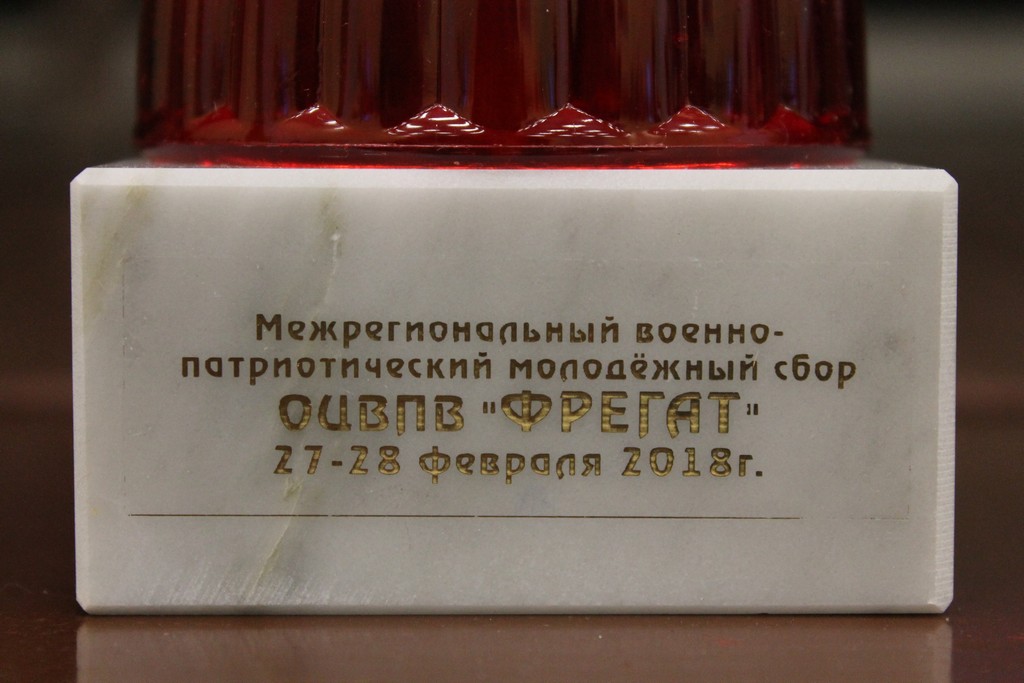 Межрегиональный военно-
патриотический молодёжный сбор
ОЦВПВ "ФРЕГАТ"
27-28 февраля 2018г.